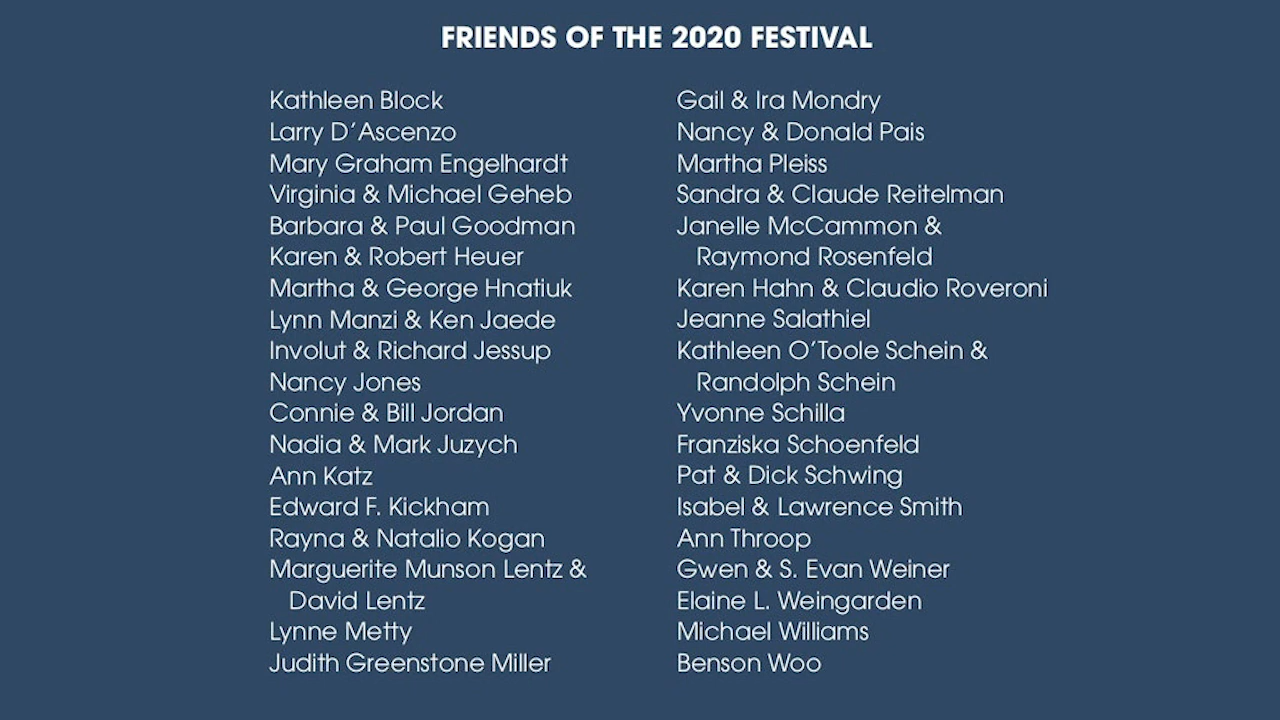 FRIENDS OF THE 2020 FESTIVAL
Kathleen Block
Larry D'Ascenzo
Mary Graham Engelhardt
Virginia & Michael Geheb
Barbara & Paul Goodman
Karen & Robert Heuer
Martha & George Hnatiuk
Lynn Manzi & Ken Jaede
Involut & Richard Jessup
Nancy Jones
Connie & Bill Jordan
Nadia & Mark Juzych
Ann Katz
Edward F. Kickham
Rayna & Natalio Kogan
Marguerite Munson Lentz &
David Lentz
Lynne Metty
Judith Greenstone Miller
Gail & Ira Mondry
Nancy & Donald Pais
Martha Pleiss
Sandra & Claude Reitelman
Janelle McCammon &
Raymond Rosenfeld
Karen Hahn & Claudio Roveroni
Jeanne Salathiel
Kathleen O'Toole Schein &
Randolph Schein
Yvonne Schilla
Franziska Schoenfeld
Pat & Dick Schwing
Isabel & Lawrence Smith
Ann Throop
Gwen & S. Evan Weiner
Elaine L. Weingarden
Michael Williams
Benson Woo